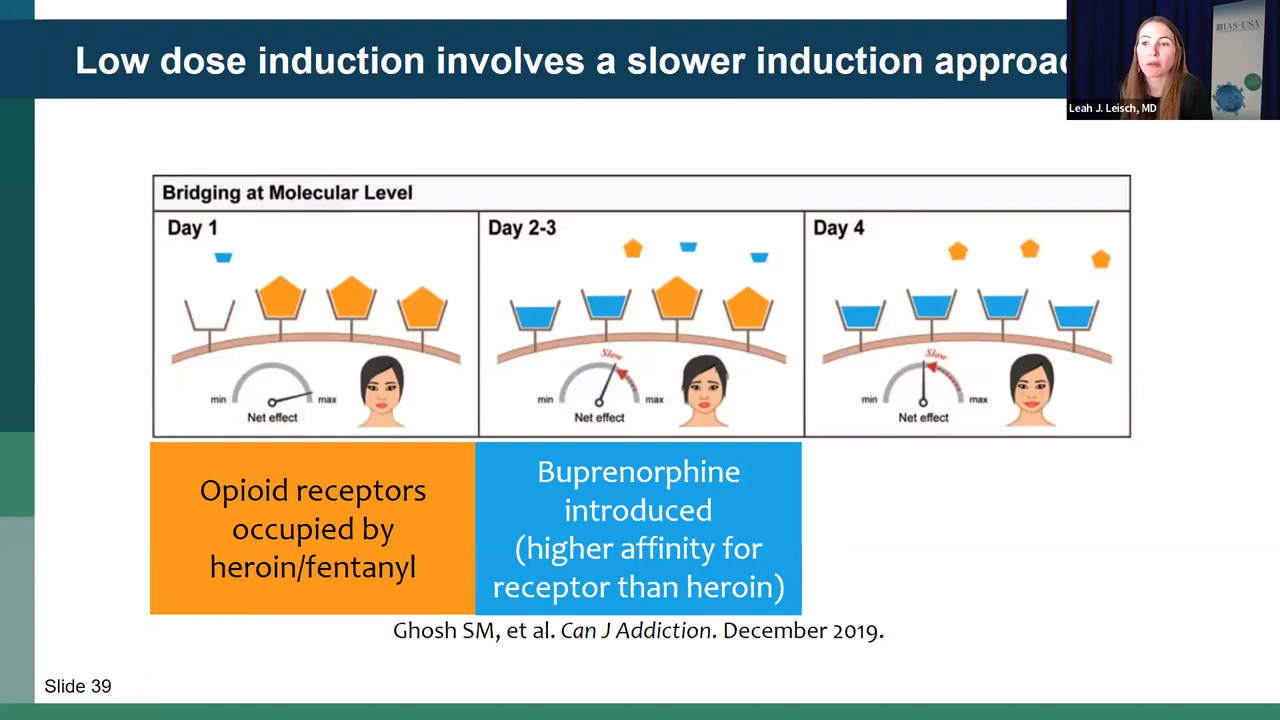 Low dose induction involves a slower induction approac
IAS-USA
Leah J. Leisch, MD
Bridging at Molecular Level
Day 1
Day 2-3
Day 4
min
max
Net effect
Slow
min
max
Net effect
Slow
min
max
Net effect
Opioid receptors
occupied by
heroin/fentanyl
Buprenorphine
introduced
(higher affinity for
receptor than heroin)
Ghosh SM, et al. Can J Addiction. December 2019.
Slide 39